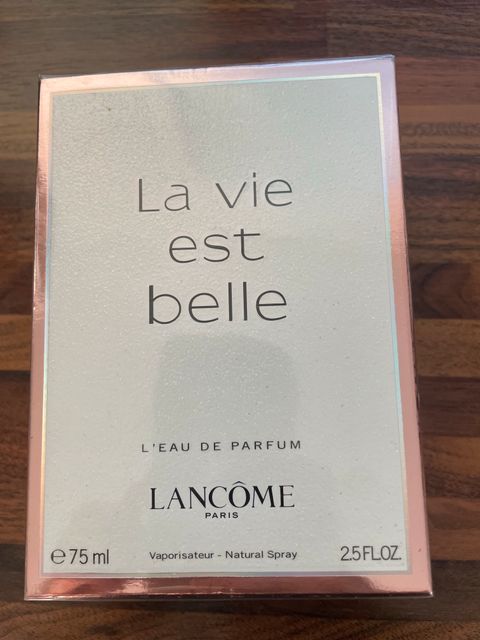 La vie
est
belle
L'EAU DE PARFUM
LANCÔME
PARIS
℮ 75 ml Vaporisateur - Natural Spray 2.5 FL.OZ.